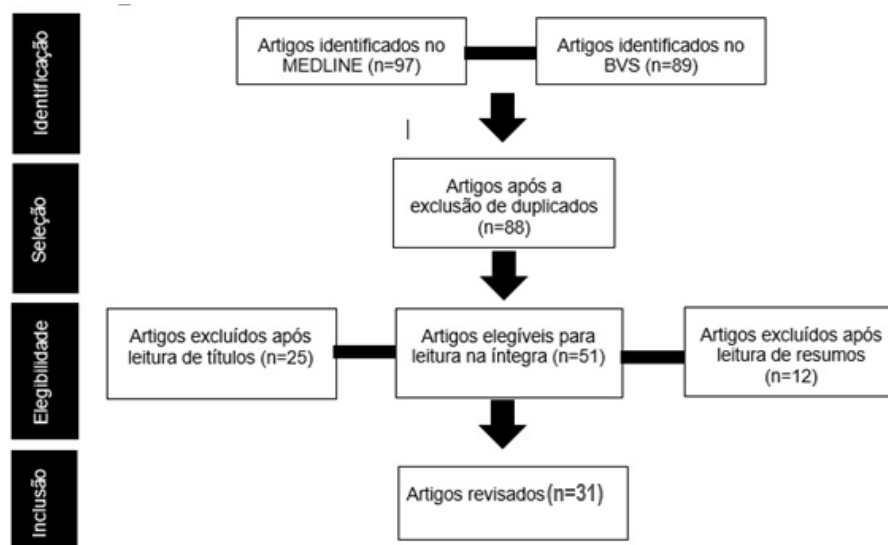 Identificação
Artigos identificados no
MEDLINE (n=97)
Artigos identificados no
BVS (n=89)
Seleção
Artigos após a
exclusão de duplicados
(n=88)
Elegibilidade
Artigos excluídos após
leitura de títulos (n=25)
Artigos elegíveis para
leitura na íntegra (n=51)
Artigos excluídos após
leitura de resumos
(n=12)
Inclusão
Artigos revisados(n=31)